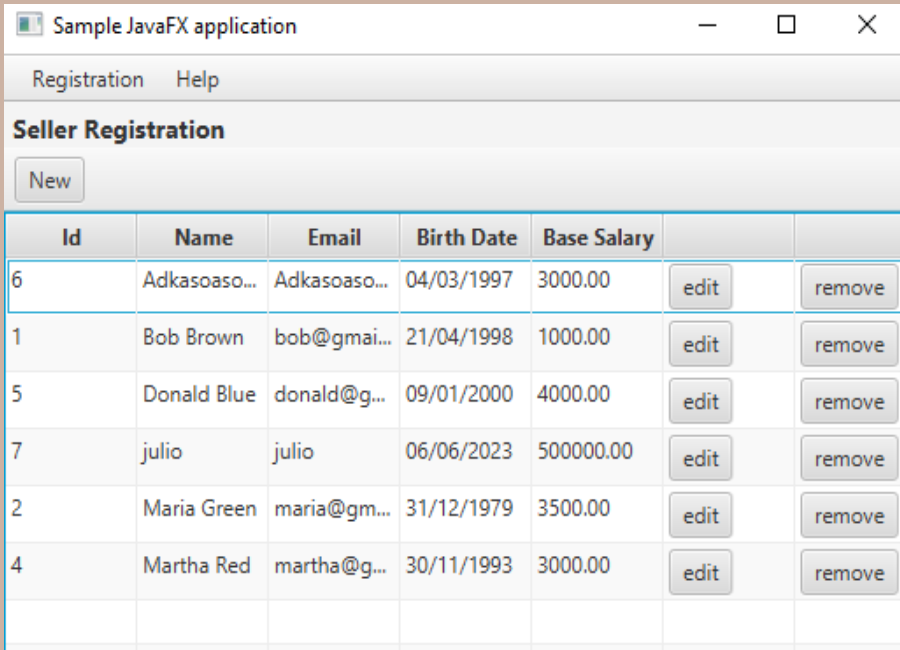 Sample JavaFX application
Registration Help
Seller Registration
New
Id Name Email Birth Date Base Salary
6 Adkasoaso... Adkasoaso... 04/03/1997 3000.00 edit remove
1 Bob Brown bob@gmai... 21/04/1998 1000.00 edit remove
5 Donald Blue donald@g... 09/01/2000 4000.00 edit remove
7 julio julio 06/06/2023 500000.00 edit remove
2 Maria Green maria@gm... 31/12/1979 3500.00 edit remove
4 Martha Red martha@g... 30/11/1993 3000.00 edit remove